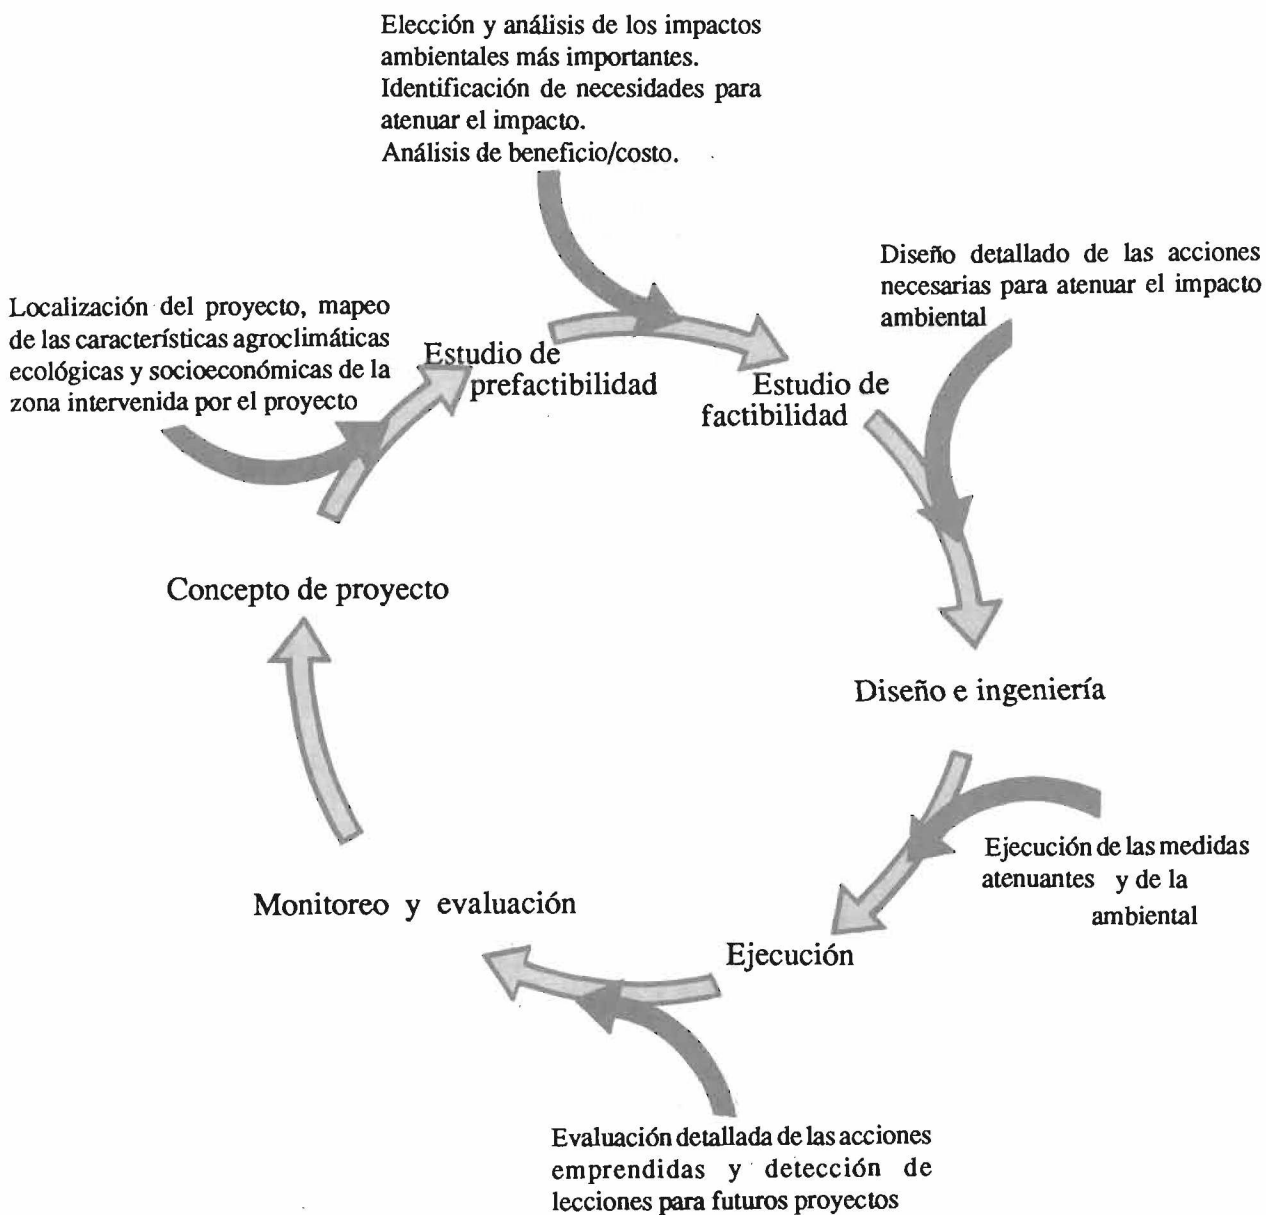 Elección y análisis de los impactos
ambientales más importantes.
Identificación de necesidades para
atenuar el impacto.
Análisis de beneficio/costo.
Diseño detallado de las acciones
necesarias para atenuar el impacto
ambiental
Localización del proyecto, mapeo
de las características agroclimáticas
ecológicas y socioeconómicas de la
zona intervenida por el proyecto
Estudio de
prefactibilidad
Estudio de
factibilidad
Concepto de proyecto
Diseño e ingeniería
Ejecución de las medidas
atenuantes y de la
ambiental
Monitoreo y evaluación
Ejecución
Evaluación detallada de las acciones
emprendidas y detección de
lecciones para futuros proyectos